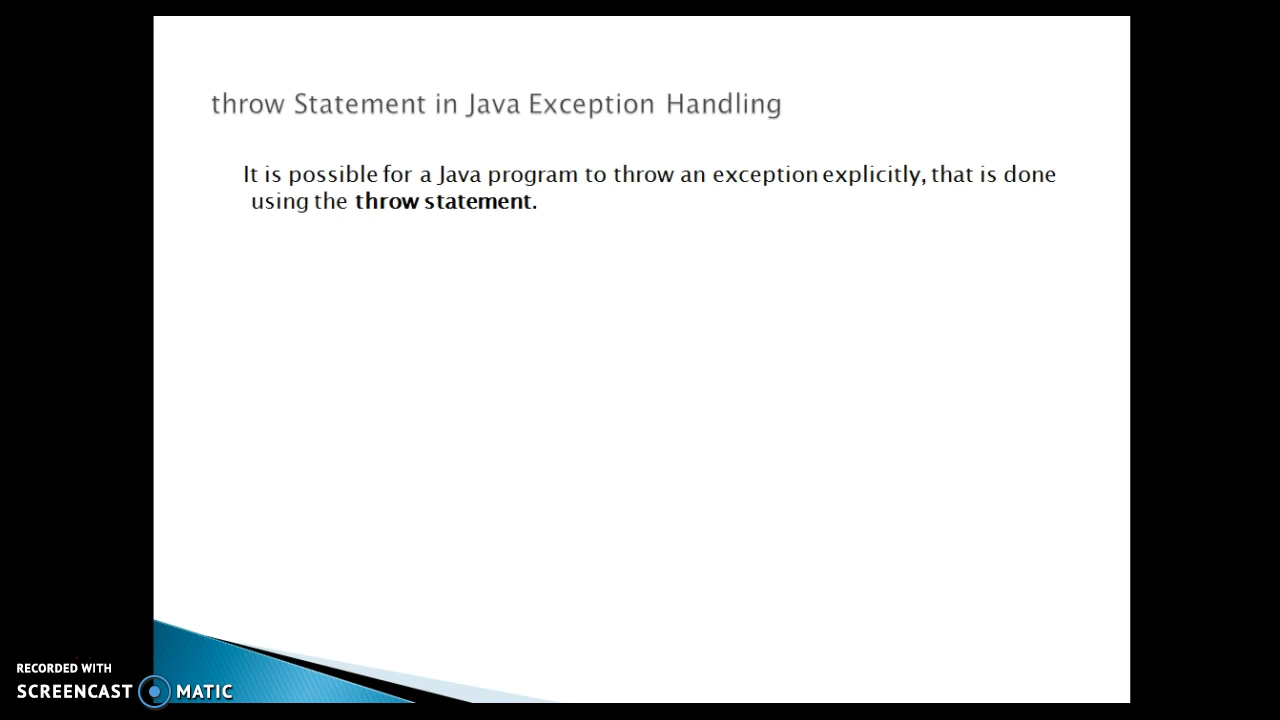 throw Statement in Java Exception Handling
It is possible for a Java program to throw an exception explicitly, that is done
using the throw statement.
RECORDED WITH
SCREENCAST MATIC